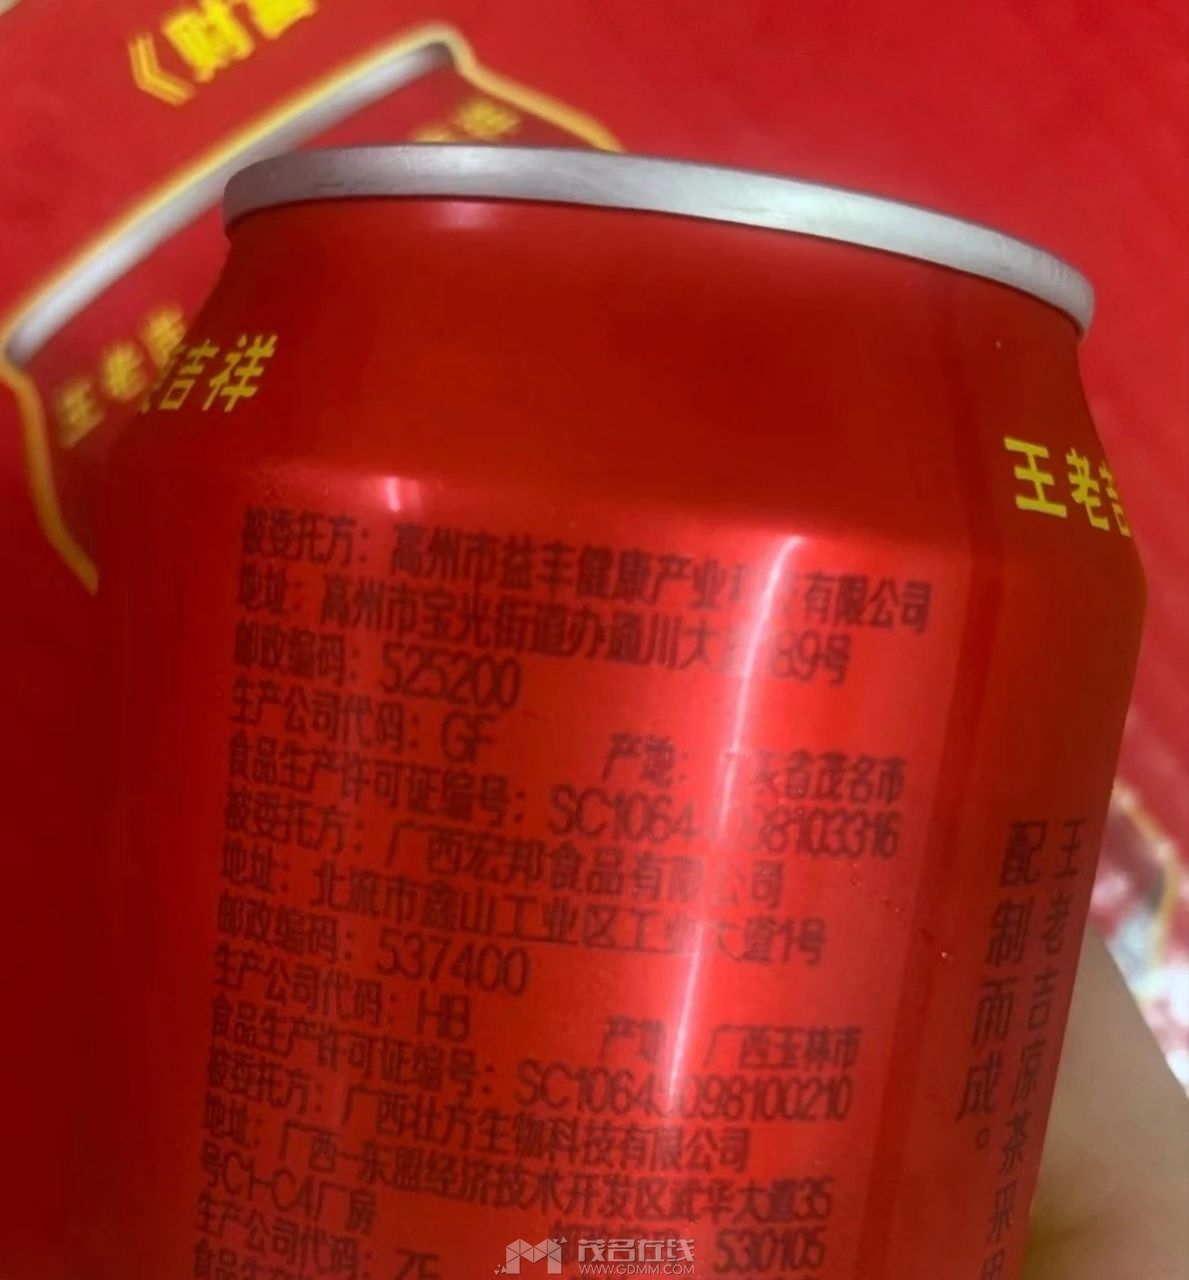 《财富
王老吉
吉祥
王老吉
被委托方：高州市益丰健康产业 有限公司
地址：高州市宝光街道办通川大 89号
邮政编码：525200
生产公司代码：GF 产地： 东省茂名市
食品生产许可证编号：SC1064 98103316
被委托方：广西宏邦食品有限公司
地址：北流市鑫山工业区工业大道1号
邮政编码：537400
生产公司代码：HB 产地：广西玉林市
食品生产许可证编号：SC10645098100210
被委托方：广西壮方生物科技有限公司
地址：广西-东盟经济技术开发区武华大道35
号C1-C4厂房 530105
生产公司代码：ZF
王老吉凉茶采用
配制而成。
茂名在线
WWW.GDMM.COM